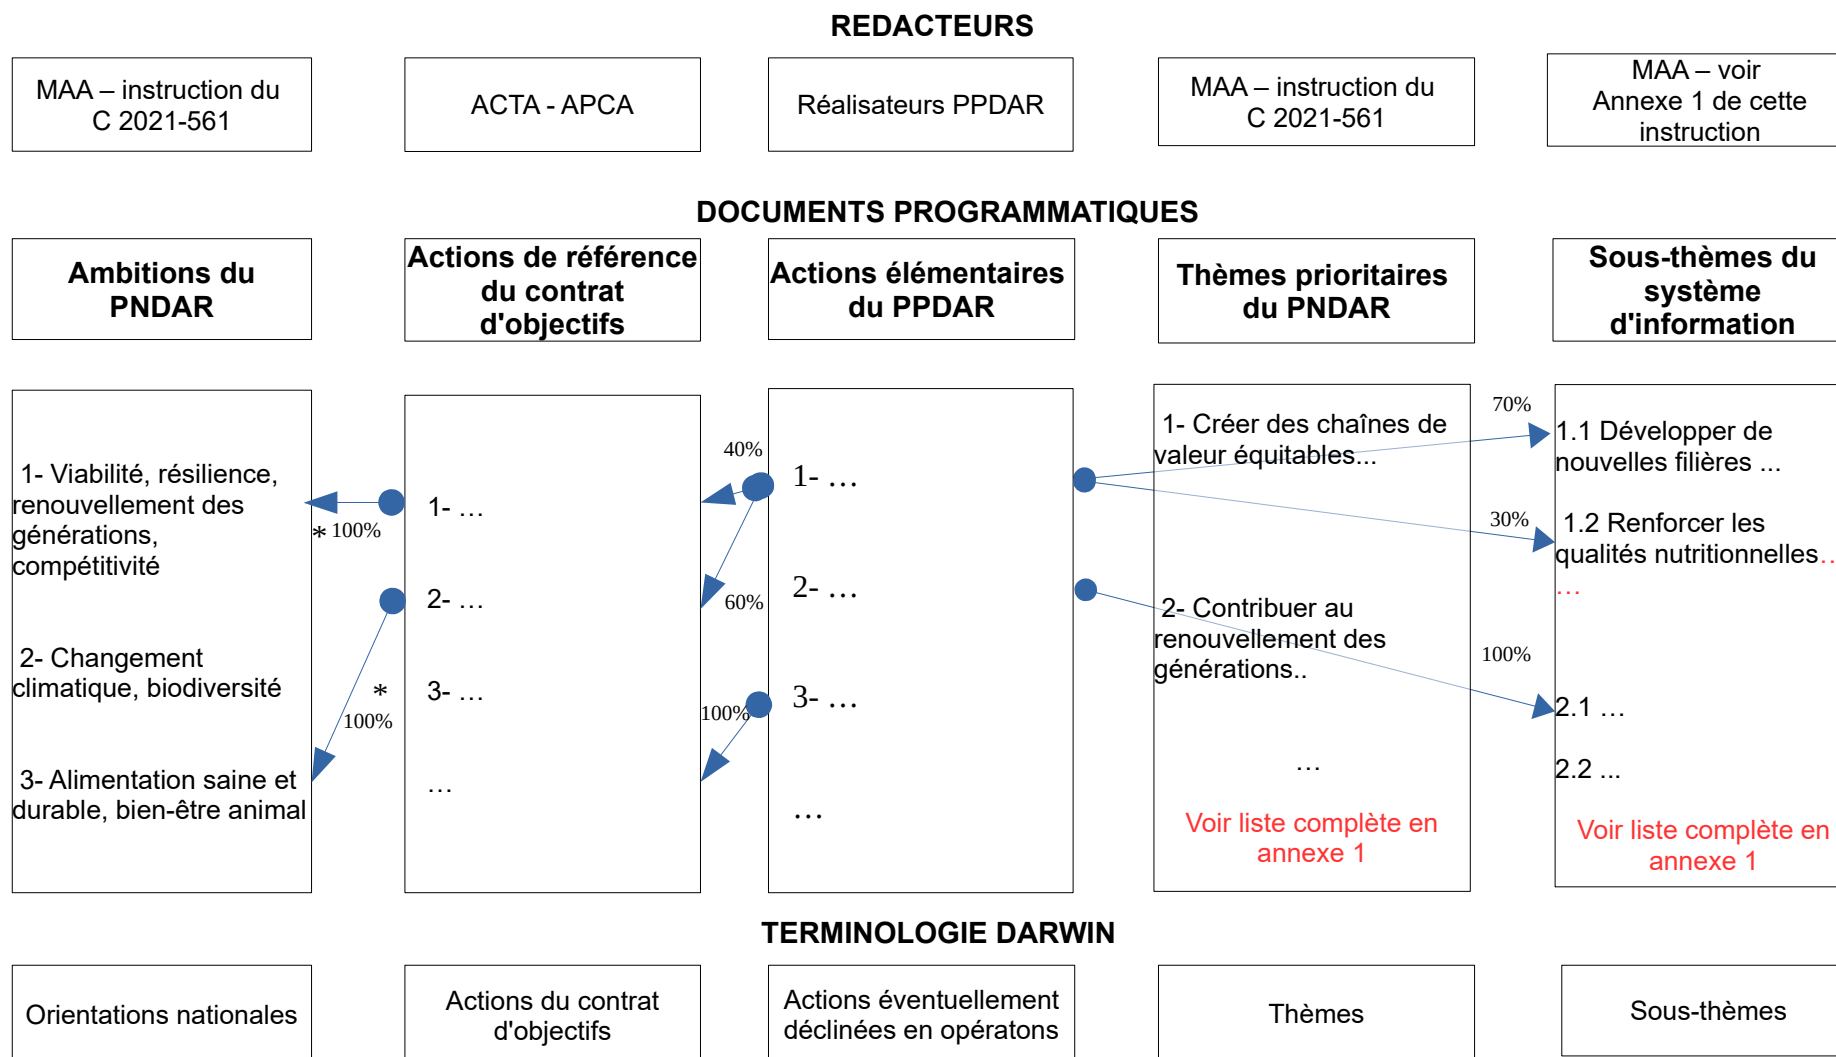 REDACTEURS
MAA – instruction du
C 2021-561
ACTA - APCA
Réalisateurs PPDAR
MAA – instruction du
C 2021-561
MAA – voir
Annexe 1 de cette
instruction
DOCUMENTS PROGRAMMATIQUES
Ambitions du
PNDAR
Actions de référence
du contrat
d'objectifs
Actions élémentaires
du PPDAR
Thèmes prioritaires
du PNDAR
Sous-thèmes du
système
d'information
1- Viabilité, résilience,
renouvellement des
générations,
compétitivité
2- Changement
climatique, biodiversité
3- Alimentation saine et
durable, bien-être animal
* 100%
*
100%
1- …
2- …
3- …
…
40%
60%
100%
1- …
2- …
3- …
…
1- Créer des chaînes de
valeur équitables...
2- Contribuer au
renouvellement des
générations..
…
Voir liste complète en
annexe 1
70%
30%
100%
1.1 Développer de
nouvelles filières ...
1.2 Renforcer les
qualités nutritionnelles…
…
2.1 …
2.2 ...
Voir liste complète en
annexe 1
TERMINOLOGIE DARWIN
Orientations nationales
Actions du contrat
d'objectifs
Actions éventuellement
déclinées en opératons
Thèmes
Sous-thèmes